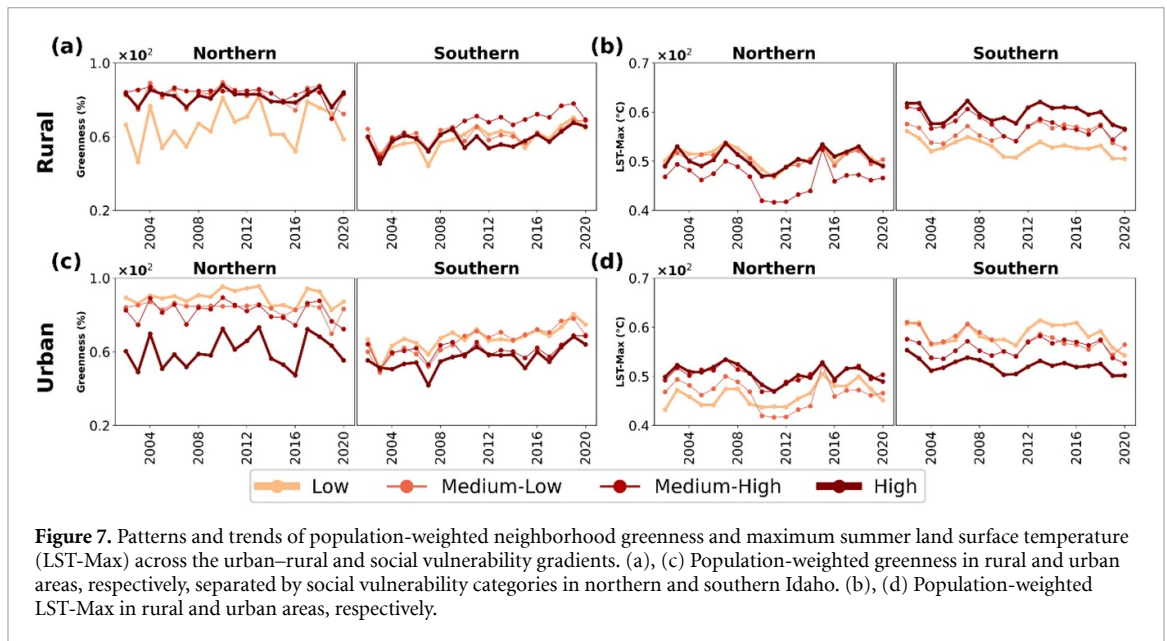 (a)
×10²
Northern
Southern
(b)
×10²
Northern
Southern
Rural
Greenness (%)
1.0
0.6
0.2
2004
2008
2012
2016
2020
2004
2008
2012
2016
2020
LST-Max (°C)
0.7
0.6
0.5
0.4
2004
2008
2012
2016
2020
2004
2008
2012
2016
2020
(c)
×10²
Northern
Southern
(d)
×10²
Northern
Southern
Urban
Greenness (%)
1.0
0.6
0.2
2004
2008
2012
2016
2020
2004
2008
2012
2016
2020
LST-Max (°C)
0.7
0.6
0.5
0.4
2004
2008
2012
2016
2020
2004
2008
2012
2016
2020
Low Medium-Low Medium-High High
Figure 7. Patterns and trends of population-weighted neighborhood greenness and maximum summer land surface temperature
(LST-Max) across the urban–rural and social vulnerability gradients. (a), (c) Population-weighted greenness in rural and urban
areas, respectively, separated by social vulnerability categories in northern and southern Idaho. (b), (d) Population-weighted
LST-Max in rural and urban areas, respectively.